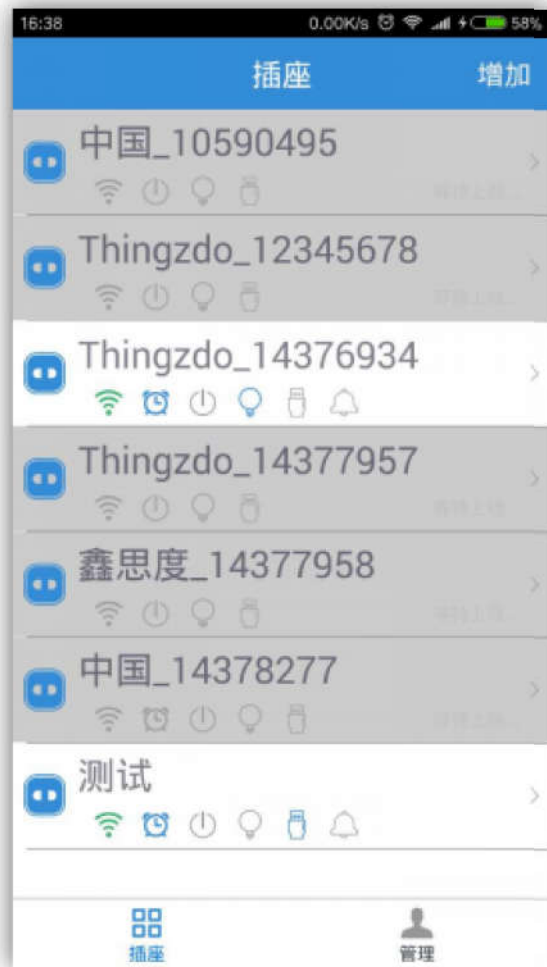 16:38 0.00K/s 58%
插座 增加
中国_10590495
Thingzdo_12345678
Thingzdo_14376934
Thingzdo_14377957
鑫思度_14377958
中国_14378277
测试
插座 管理